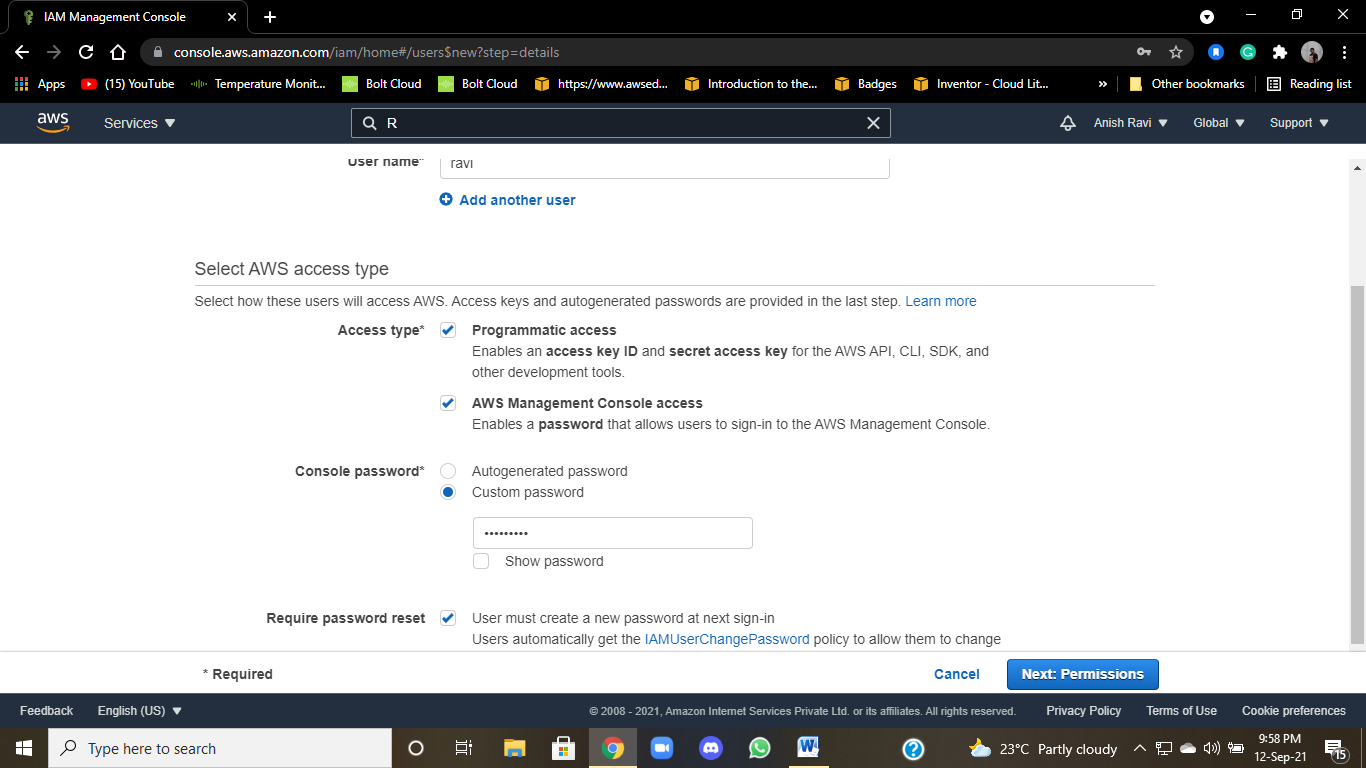 IAM Management Console
console.aws.amazon.com/iam/home#/users$new?step=details
Apps (15) YouTube Temperature Monit... Bolt Cloud Bolt Cloud https://www.awsed... Introduction to the... Badges Inventor - Cloud Lit... » Other bookmarks Reading list
aws Services R Anish Ravi Global Support
User name* ravi
Add another user
Select AWS access type
Select how these users will access AWS. Access keys and autogenerated passwords are provided in the last step. Learn more
Access type* Programmatic access
Enables an access key ID and secret access key for the AWS API, CLI, SDK, and
other development tools.
AWS Management Console access
Enables a password that allows users to sign-in to the AWS Management Console.
Console password* Autogenerated password
Custom password
•••••••••
Show password
Require password reset User must create a new password at next sign-in
Users automatically get the IAMUserChangePassword policy to allow them to change
* Required Cancel Next: Permissions
Feedback English (US) © 2008 - 2021, Amazon Internet Services Private Ltd. or its affiliates. All rights reserved. Privacy Policy Terms of Use Cookie preferences
Type here to search 23°C Partly cloudy 9:58 PM
12-Sep-21 15